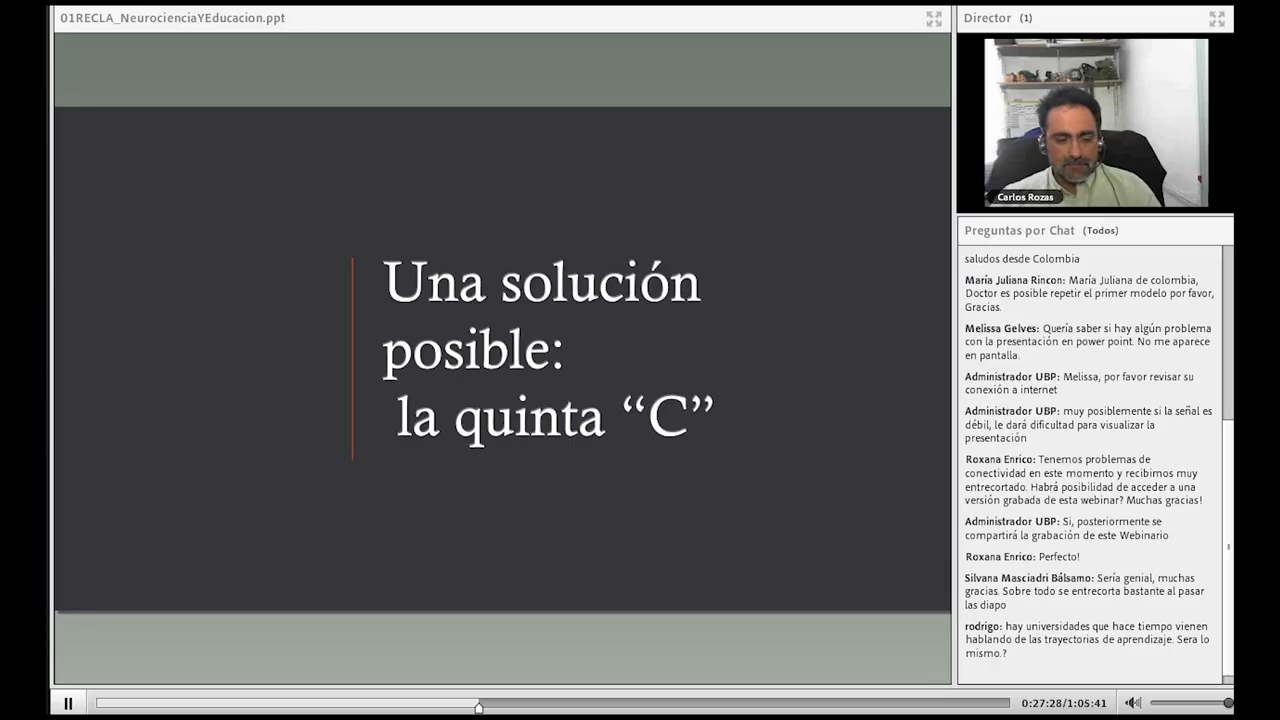 01RECLA_NeurocienciaYEducacion.ppt
Una solución
posible:
la quinta “C”
Director (1)
Carlos Rozas
Preguntas por Chat (Todos)
saludos desde Colombia
María Juliana Rincon: María Juliana de colombia,
Doctor es posible repetir el primer modelo por favor,
Gracias.
Melissa Gelves: Quería saber si hay algún problema
con la presentación en power point. No me aparece
en pantalla.
Administrador UBP: Melissa, por favor revisar su
conexión a internet
Administrador UBP: muy posiblemente si la señal es
débil, le dará dificultad para visualizar la
presentación
Roxana Enrico: Tenemos problemas de
conectividad en este momento y recibimos muy
entrecortado. Habrá posibilidad de acceder a una
versión grabada de esta webinar? Muchas gracias!
Administrador UBP: Si, posteriormente se
compartirá la grabación de este Webinario
Roxana Enrico: Perfecto!
Silvana Masciadri Bálsamo: Sería genial, muchas
gracias. Sobre todo se entrecorta bastante al pasar
las diapo
rodrigo: hay universidades que hace tiempo vienen
hablando de las trayectorias de aprendizaje. Sera lo
mismo.?
0:27:28/1:05:41